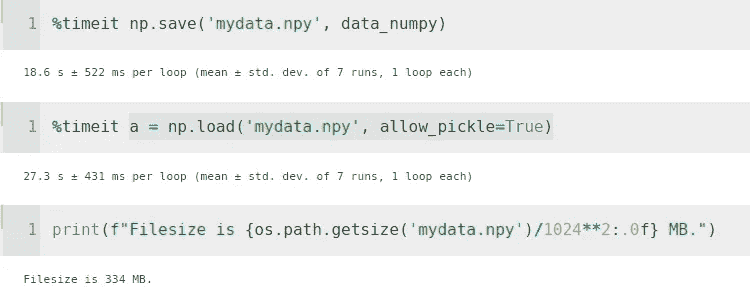 1 %timeit np.save('mydata.npy', data_numpy)
18.6 s ± 522 ms per loop (mean ± std. dev. of 7 runs, 1 loop each)
1 %timeit a = np.load('mydata.npy', allow_pickle=True)
27.3 s ± 431 ms per loop (mean ± std. dev. of 7 runs, 1 loop each)
1 print(f"Filesize is {os.path.getsize('mydata.npy')/1024**2:.0f} MB.")
Filesize is 334 MB.